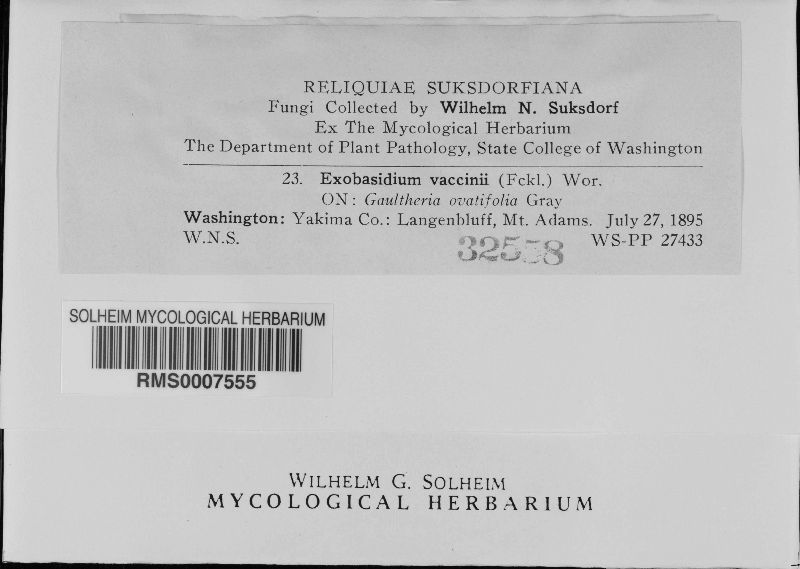 RELIQUIAE SUKSDORFIANA
Fungi Collected by Wilhelm N. Suksdorf
Ex The Mycological Herbarium
The Department of Plant Pathology, State College of Washington
23. Exobasidium vaccinii (Fckl.) Wor.
ON: Gaultheria ovatifolia Gray
Washington: Yakima Co.: Langenbluff, Mt. Adams. July 27, 1895
W.N.S. WS-PP 27433
SOLHEIM MYCOLOGICAL HERBARIUM
RMS0007555
WILHELM G. SOLHEIM
MYCOLOGICAL HERBARIUM